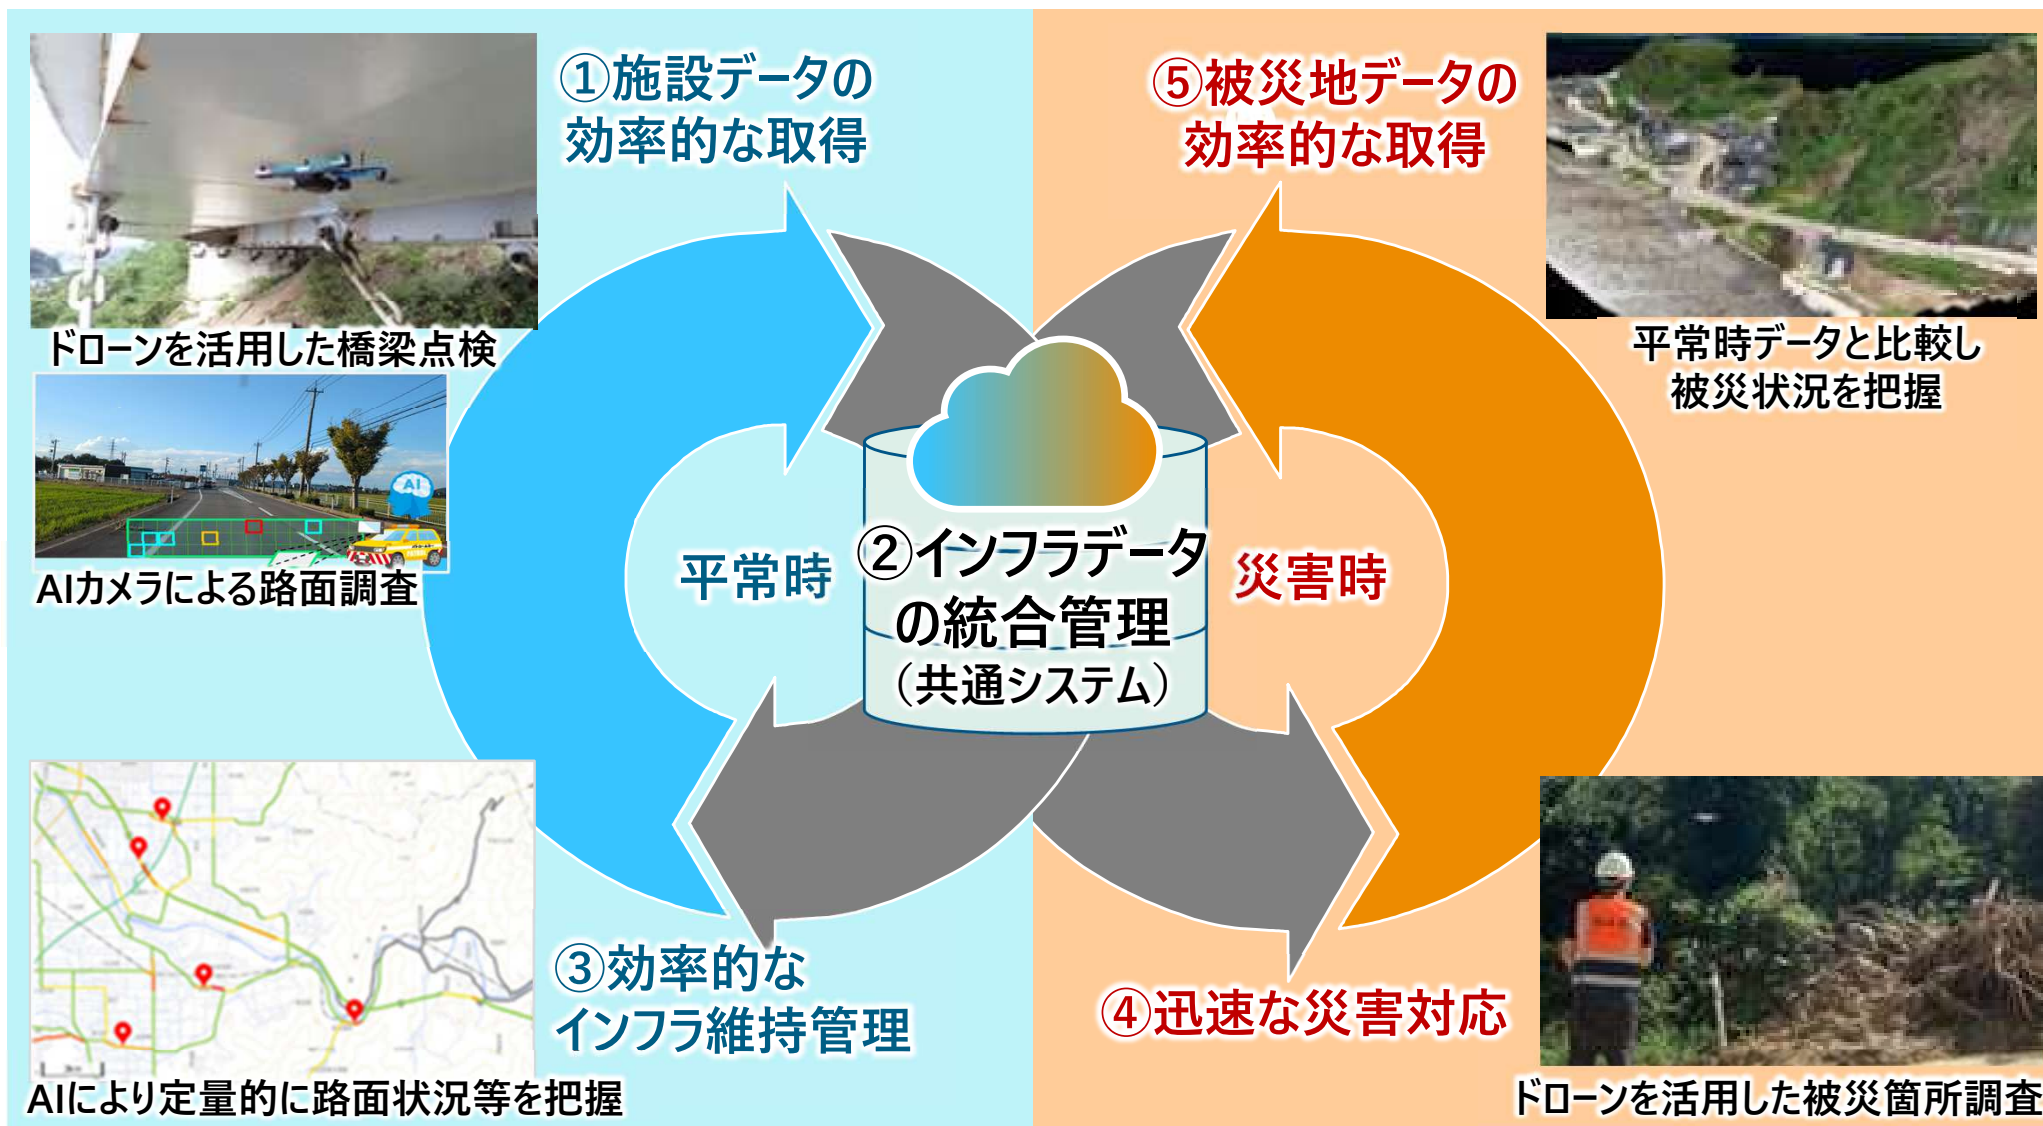 ①施設データの
効率的な取得
⑤被災地データの
効率的な取得
ドローンを活用した橋梁点検
平常時データと比較し
被災状況を把握
AI
AIカメラによる路面調査
平常時
②インフラデータ
の統合管理
（共通システム）
災害時
③効率的な
インフラ維持管理
④迅速な災害対応
AIにより定量的に路面状況等を把握
ドローンを活用した被災箇所調査